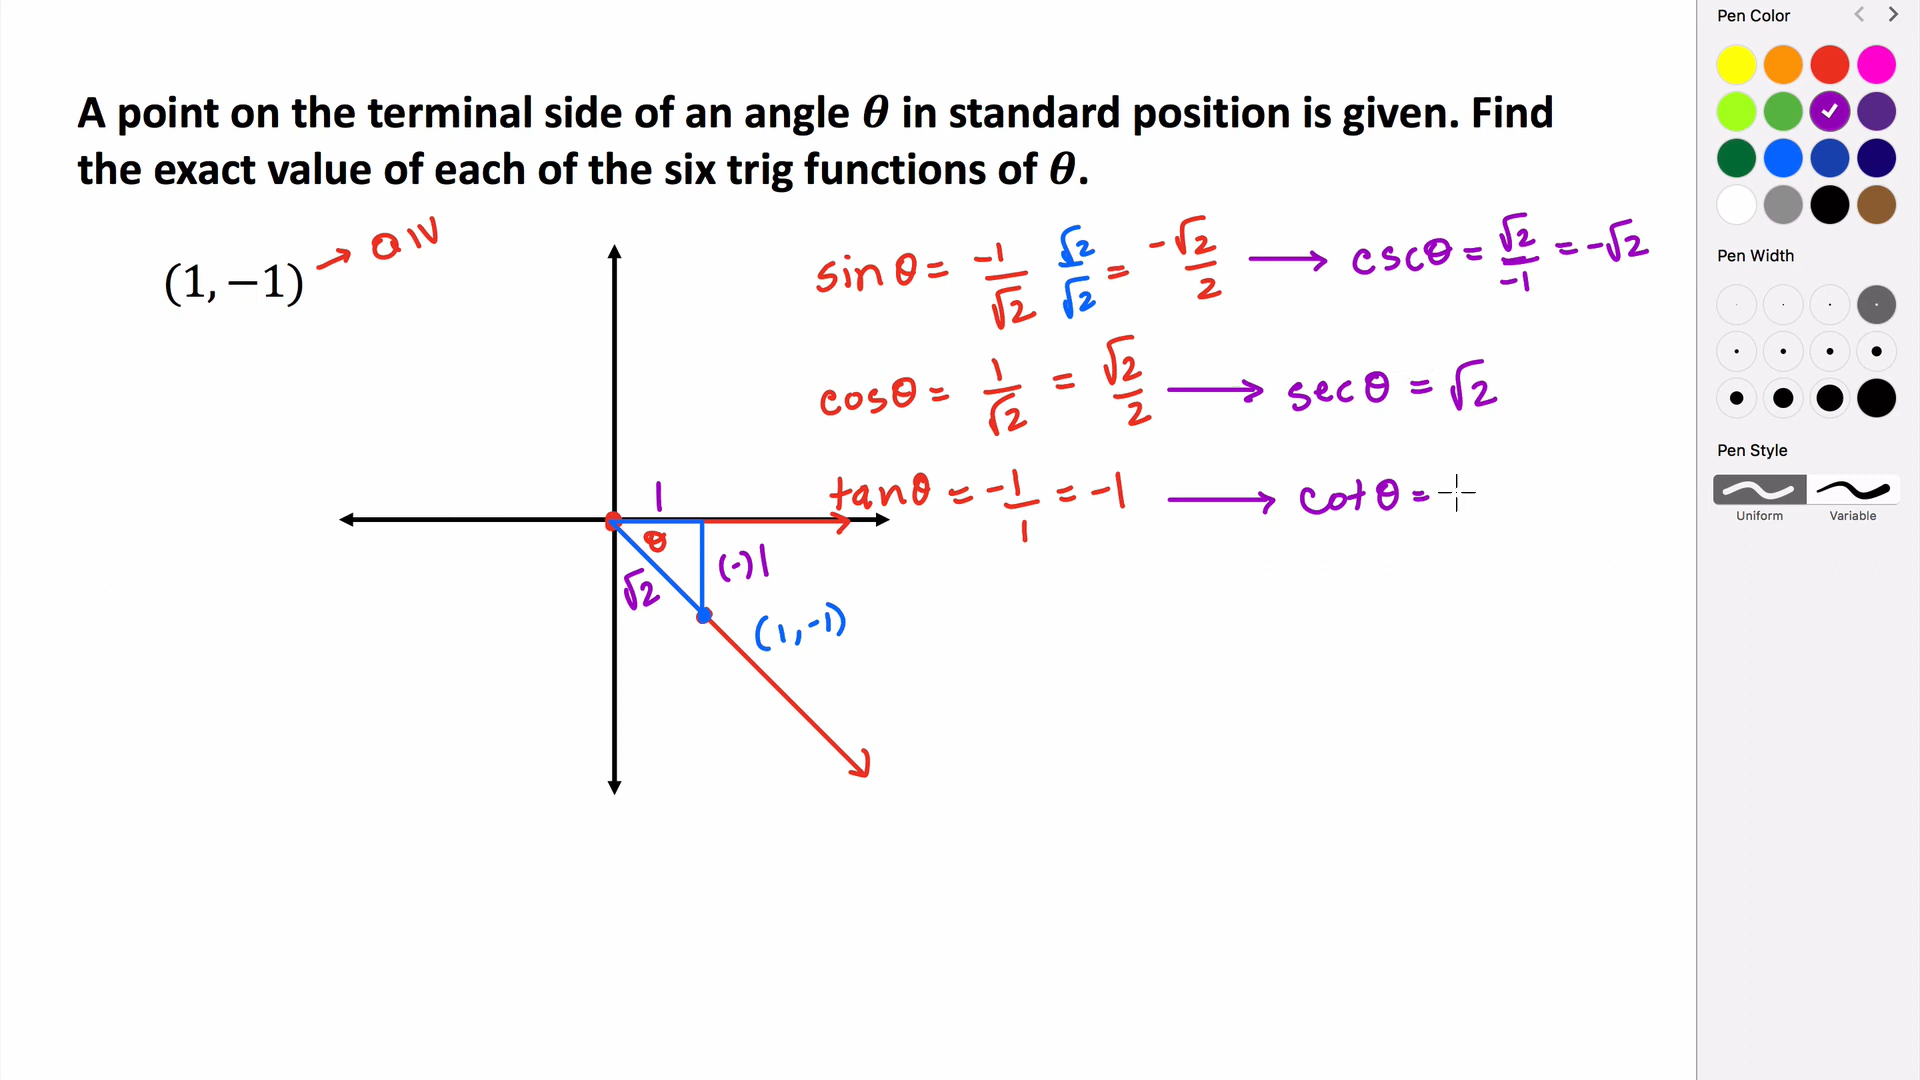 A point on the terminal side of an angle θ in standard position is given. Find
the exact value of each of the six trig functions of θ.
(1, −1) → QIV
sin θ = -1/√2 √2/√2 = -√2/2 → csc θ = √2/-1 = -√2
cos θ = 1/√2 = √2/2 → sec θ = √2
tan θ = -1/1 = -1 → cot θ =
1
θ
√2
(-)1
(1, -1)
Pen Color
Pen Width
Pen Style
Uniform Variable